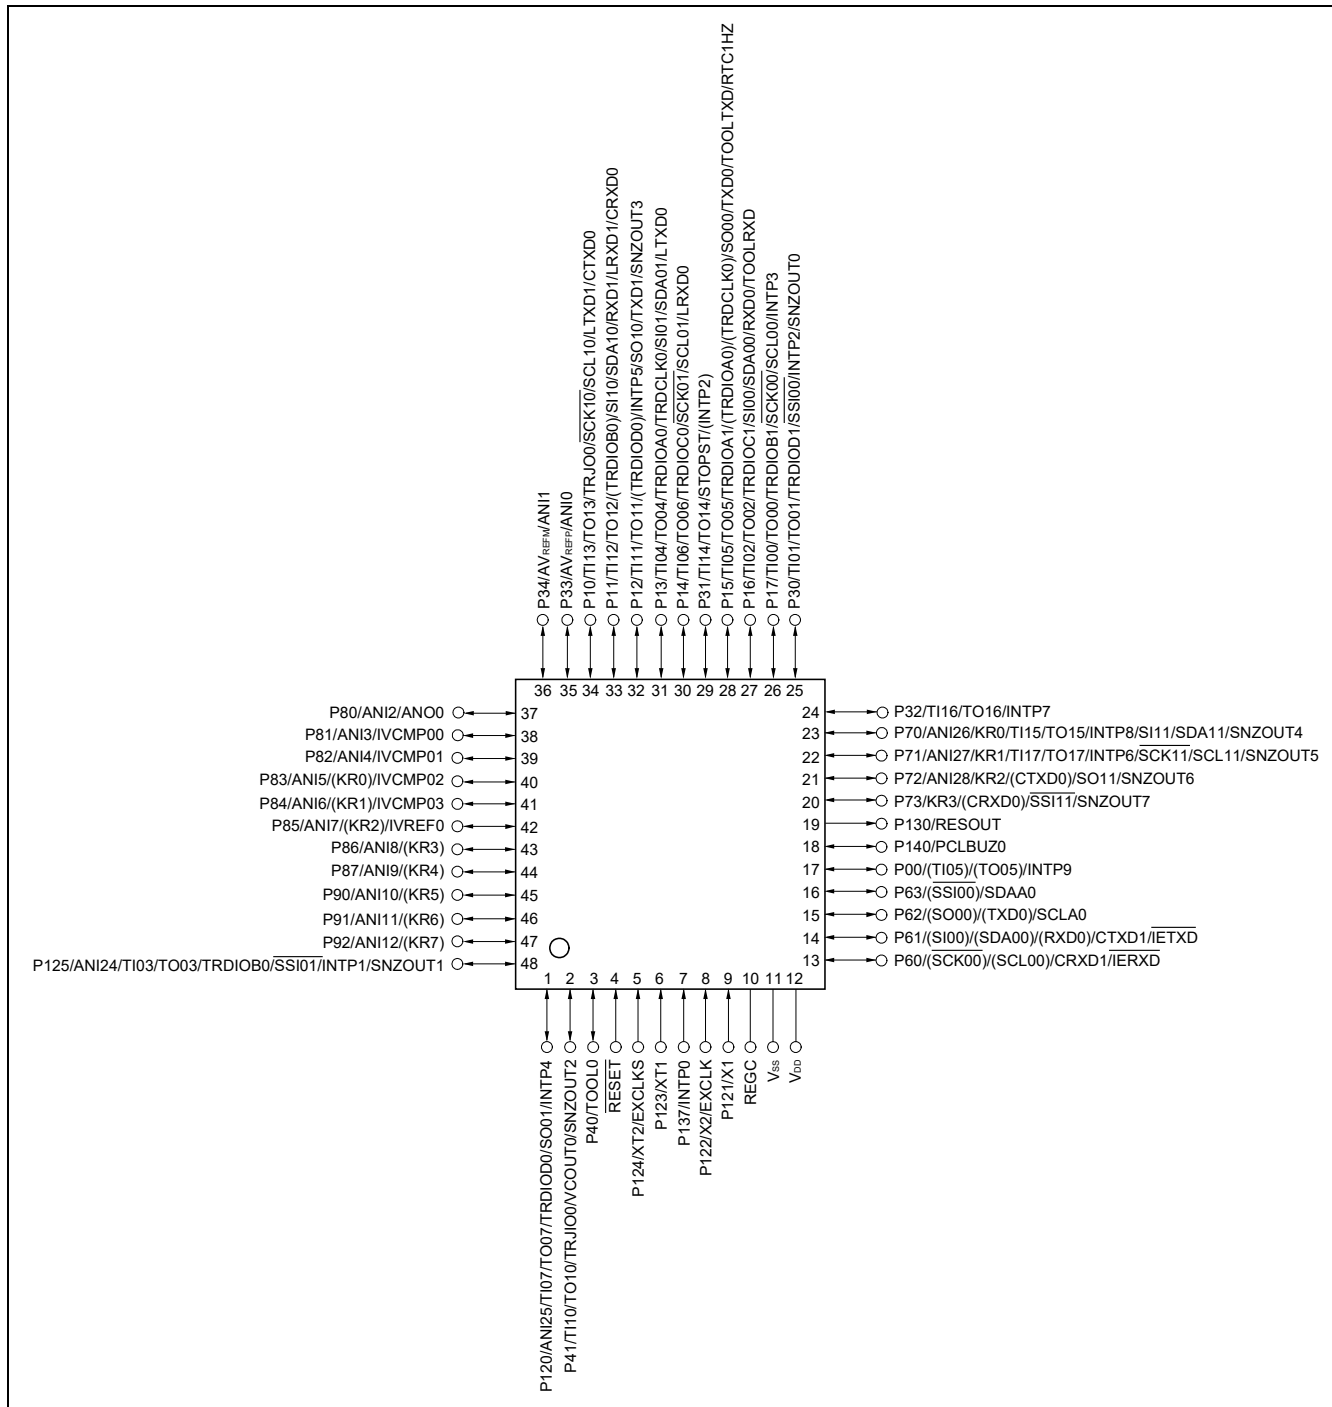 P34/AVREFM/ANI1
P33/AVREFP/ANI0
P10/TI13/TO13/TRJO0/SCK10/SCL10/LTXD1/CTXD0
P11/TI12/TO12/(TRDIOB0)/SI10/SDA10/RXD1/LRXD1/CRXD0
P12/TI11/TO11/(TRDIOD0)/INTP5/SO10/TXD1/SNZOUT3
P13/TI04/TO04/TRDIOA0/TRDCLK0/SI01/SDA01/LTXD0
P14/TI06/TO06/TRDIOC0/SCK01/SCL01/LRXD0
P31/TI14/TO14/STOPST/(INTP2)
P15/TI05/TO05/TRDIOA1/(TRDIOA0)/(TRDCLK0)/SO00/TXD0/TOOLTXD/RTC1HZ
P16/TI02/TO02/TRDIOC1/SI00/SDA00/RXD0/TOOLRXD
P17/TI00/TO00/TRDIOB1/SCK00/SCL00/INTP3
P30/TI01/TO01/TRDIOD1/SSI00/INTP2/SNZOUT0
36 35 34 33 32 31 30 29 28 27 26 25
P80/ANI2/ANO0 37
P81/ANI3/IVCMP00 38
P82/ANI4/IVCMP01 39
P83/ANI5/(KR0)/IVCMP02 40
P84/ANI6/(KR1)/IVCMP03 41
P85/ANI7/(KR2)/IVREF0 42
P86/ANI8/(KR3) 43
P87/ANI9/(KR4) 44
P90/ANI10/(KR5) 45
P91/ANI11/(KR6) 46
P92/ANI12/(KR7) 47
P125/ANI24/TI03/TO03/TRDIOB0/SSI01/INTP1/SNZOUT1 48
24 P32/TI16/TO16/INTP7
23 P70/ANI26/KR0/TI15/TO15/INTP8/SI11/SDA11/SNZOUT4
22 P71/ANI27/KR1/TI17/TO17/INTP6/SCK11/SCL11/SNZOUT5
21 P72/ANI28/KR2/(CTXD0)/SO11/SNZOUT6
20 P73/KR3/(CRXD0)/SSI11/SNZOUT7
19 P130/RESOUT
18 P140/PCLBUZ0
17 P00/(TI05)/(TO05)/INTP9
16 P63/(SSI00)/SDAA0
15 P62/(SO00)/(TXD0)/SCLA0
14 P61/(SI00)/(SDA00)/(RXD0)/CTXD1/IETXD
13 P60/(SCK00)/(SCL00)/CRXD1/IERXD
1 2 3 4 5 6 7 8 9 10 11 12
P120/ANI25/TI07/TO07/TRDIOD0/SO01/INTP4
P41/TI10/TO10/TRJIO0/VCOUT0/SNZOUT2
P40/TOOL0
RESET
P124/XT2/EXCLKS
P123/XT1
P137/INTP0
P122/X2/EXCLK
P121/X1
REGC
VSS
VDD